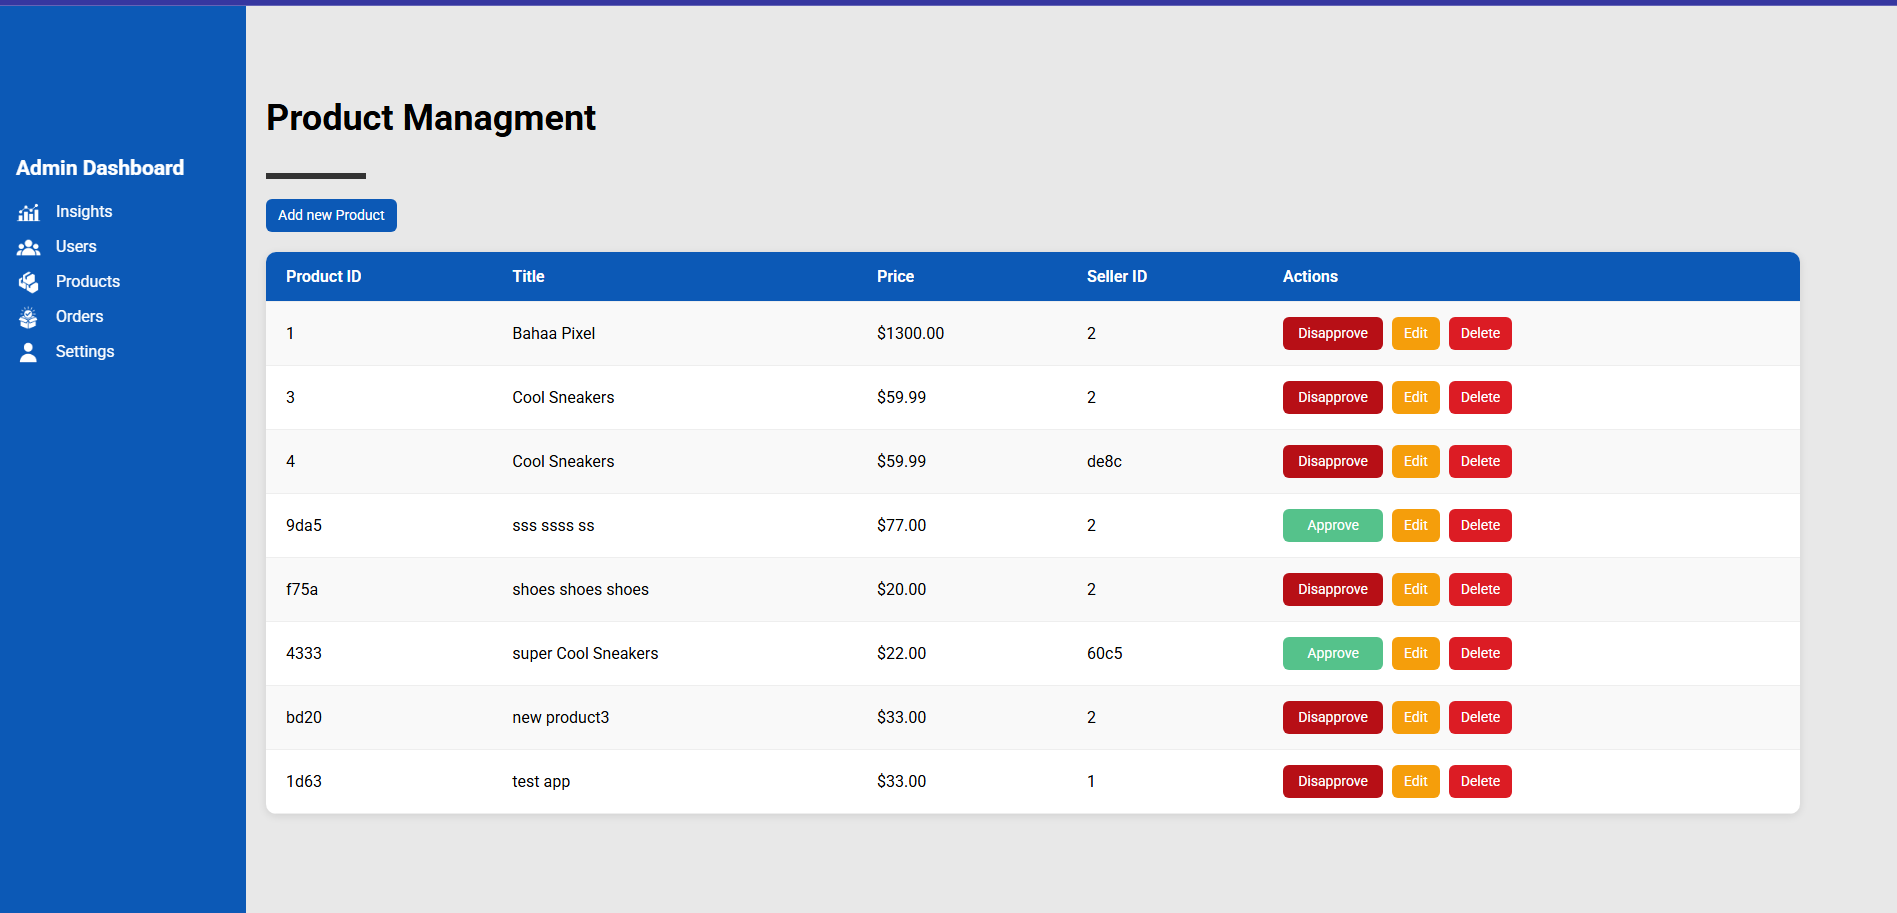 Admin Dashboard
Insights
Users
Products
Orders
Settings
Product Managment
Add new Product
Product ID Title Price Seller ID Actions
1 Bahaa Pixel $1300.00 2 Disapprove Edit Delete
3 Cool Sneakers $59.99 2 Disapprove Edit Delete
4 Cool Sneakers $59.99 de8c Disapprove Edit Delete
9da5 sss ssss ss $77.00 2 Approve Edit Delete
f75a shoes shoes shoes $20.00 2 Disapprove Edit Delete
4333 super Cool Sneakers $22.00 60c5 Approve Edit Delete
bd20 new product3 $33.00 2 Disapprove Edit Delete
1d63 test app $33.00 1 Disapprove Edit Delete